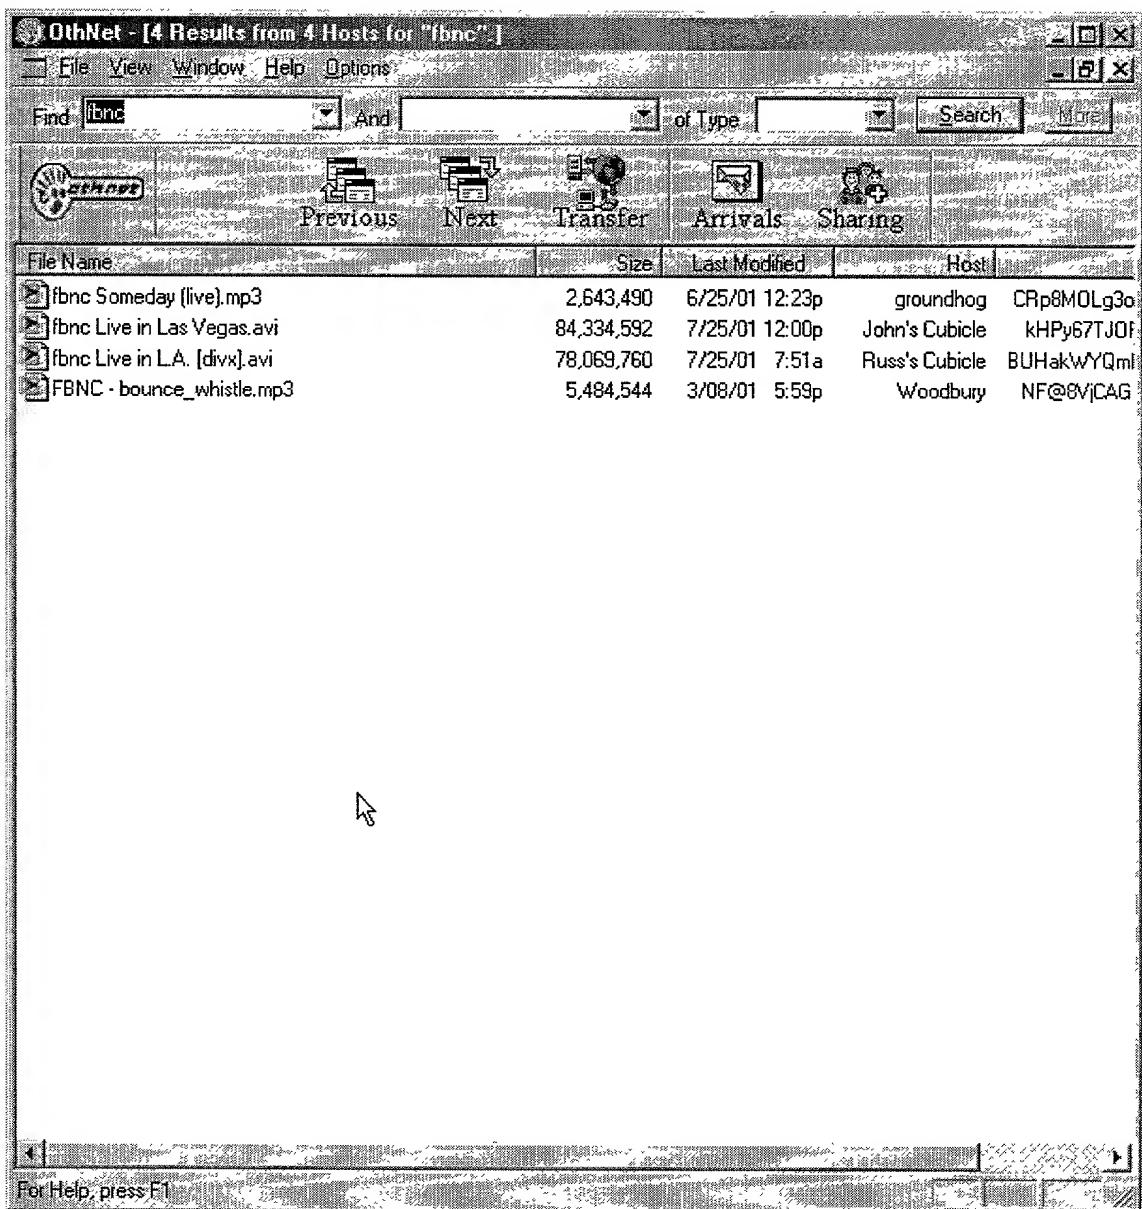 OthNet - [4 Results from 4 Hosts for "fbnc".]
File View Window Help Options
Find fbnc And of Type Search More
othnet
Previous Next Transfer Arrivals Sharing
File Name Size Last Modified Host
fbnc Someday (live).mp3 2,643,490 6/25/01 12:23p groundhog CRp8MOLg3o
fbnc Live in Las Vegas.avi 84,334,592 7/25/01 12:00p John's Cubicle
fbnc Live in L.A. [divx].avi 78,069,760 7/25/01 7:51a Russ's Cubicle
FBNC - bounce_whistle.mp3 5,484,544 3/08/01 5:59p Woodbury NF@8VjCAG
For Help, press F1